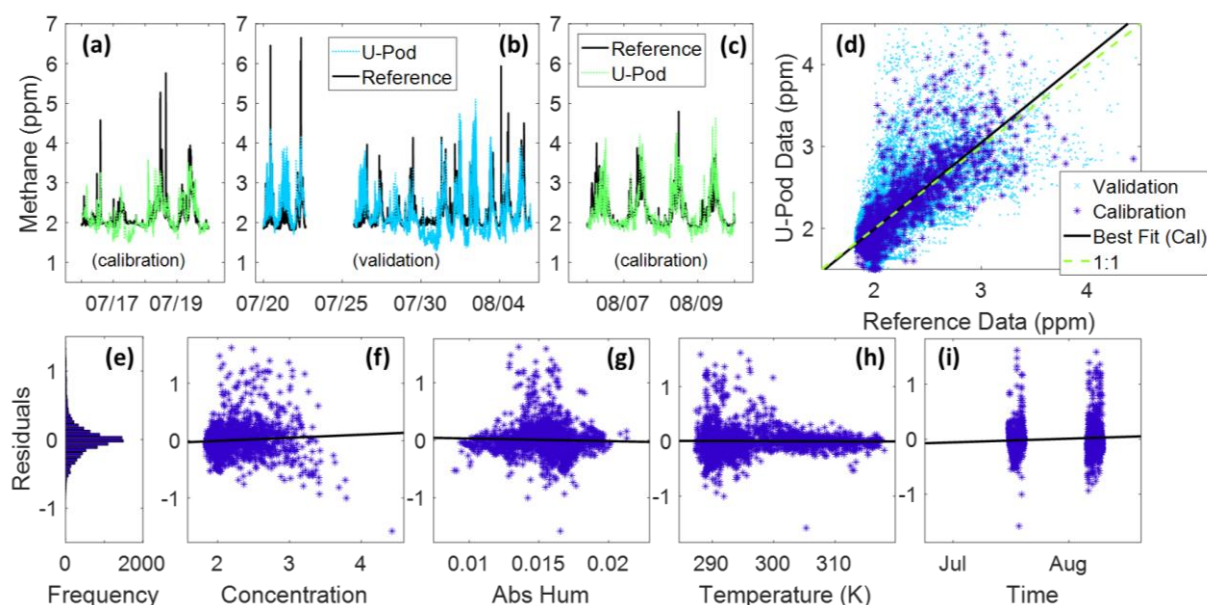 (a)
(b)
(c)
(d)
Methane (ppm)
7
6
5
4
3
2
1
(calibration)
07/17 07/19
7
6
5
4
3
2
1
U-Pod
Reference
(validation)
07/20 07/25 07/30 08/04
7
6
5
4
3
2
1
Reference
U-Pod
(calibration)
08/07 08/09
U-Pod Data (ppm)
4
3
2
Validation
Calibration
Best Fit (Cal)
1:1
2 3 4
Reference Data (ppm)
(e)
(f)
(g)
(h)
(i)
Residuals
1
0
-1
0 2000
Frequency
1
0
-1
2 3 4
Concentration
1
0
-1
0.01 0.015 0.02
Abs Hum
1
0
-1
290 300 310
Temperature (K)
1
0
-1
Jul Aug
Time